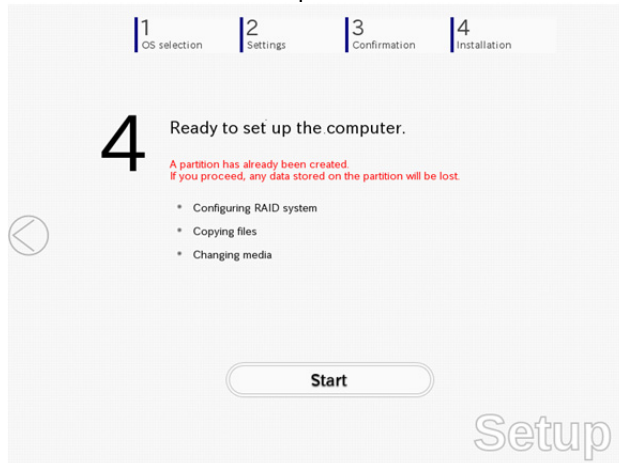 1
OS selection
2
Settings
3
Confirmation
4
Installation
4
Ready to set up the computer.
A partition has already been created.
If you proceed, any data stored on the partition will be lost.
Configuring RAID system
Copying files
Changing media
Start
Setup